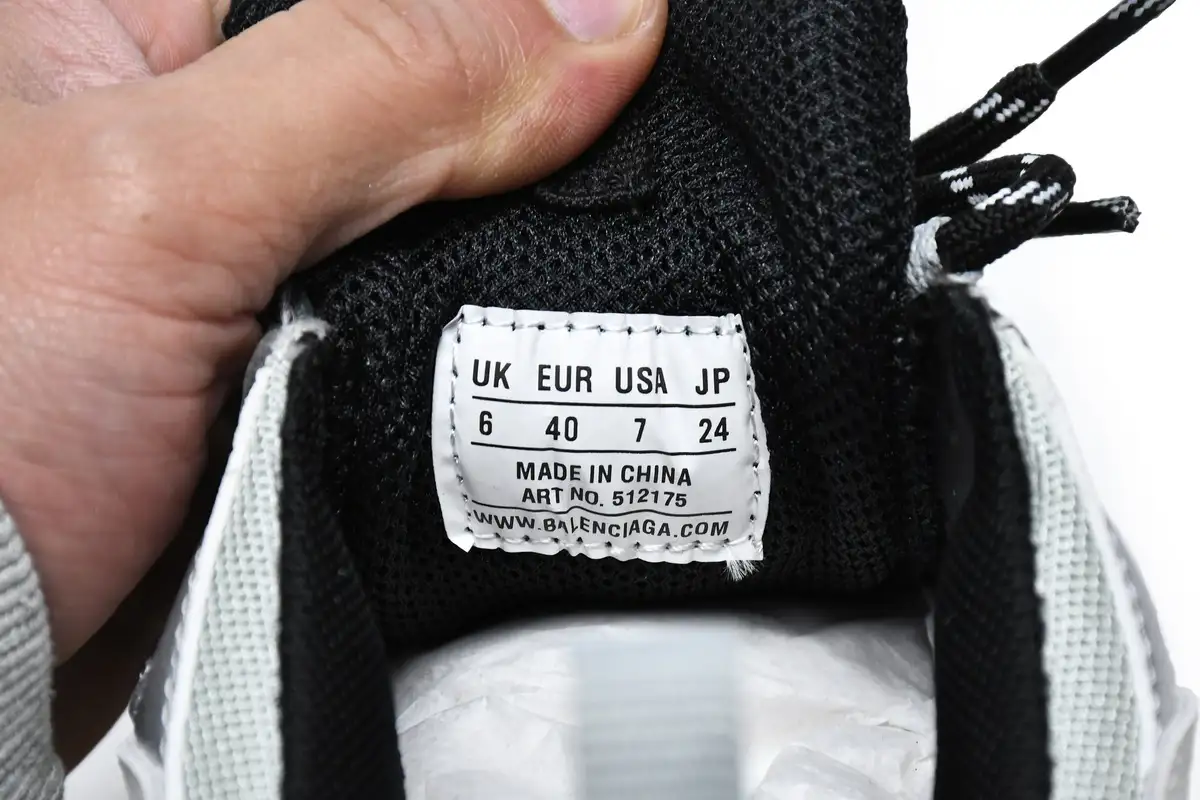 UK EUR USA JP
6 40 7 24
MADE IN CHINA
ART NO. 512175
WWW.BALENCIAGA.COM